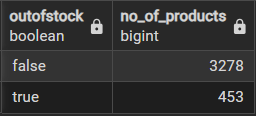 outofstock no_of_products
boolean bigint
false 3278
true 453